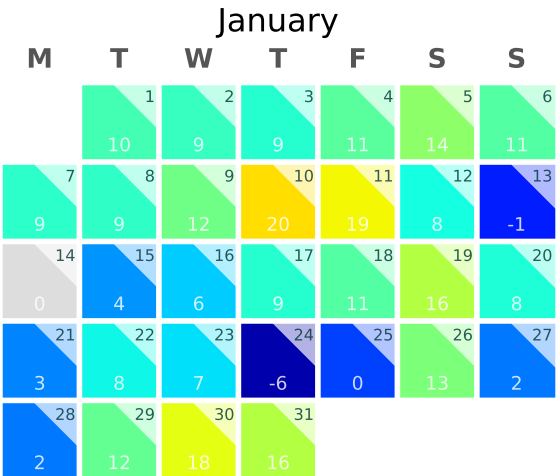 January
M T W T F S S
1 2 3 4 5 6
10 9 9 11 14 11
7 8 9 10 11 12 13
9 9 12 20 19 8 -1
14 15 16 17 18 19 20
0 4 6 9 11 16 8
21 22 23 24 25 26 27
3 8 7 -6 0 13 2
28 29 30 31
2 12 18 16